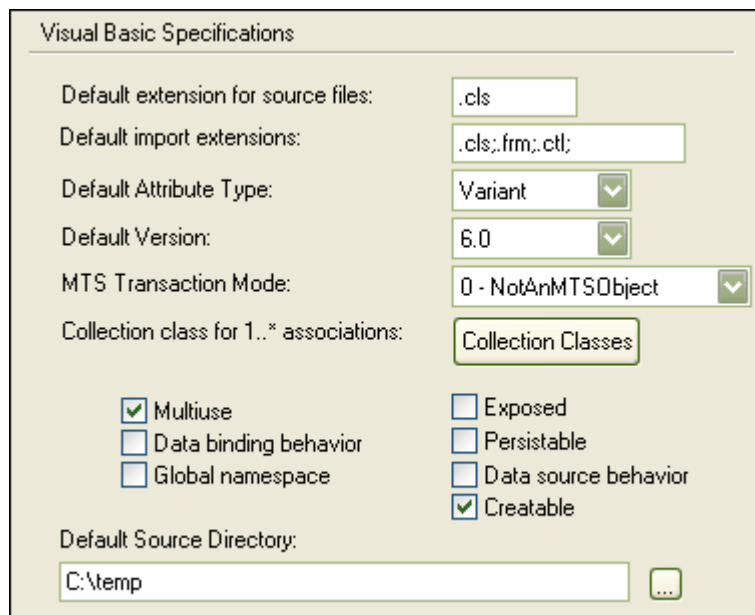 Visual Basic Specifications
Default extension for source files: .cls
Default import extensions: .cls;.frm;.ctl;
Default Attribute Type: Variant
Default Version: 6.0
MTS Transaction Mode: 0 - NotAnMTSObject
Collection class for 1..* associations: Collection Classes
Multiuse Exposed
Data binding behavior Persistable
Global namespace Data source behavior
Creatable
Default Source Directory:
C:\temp ...